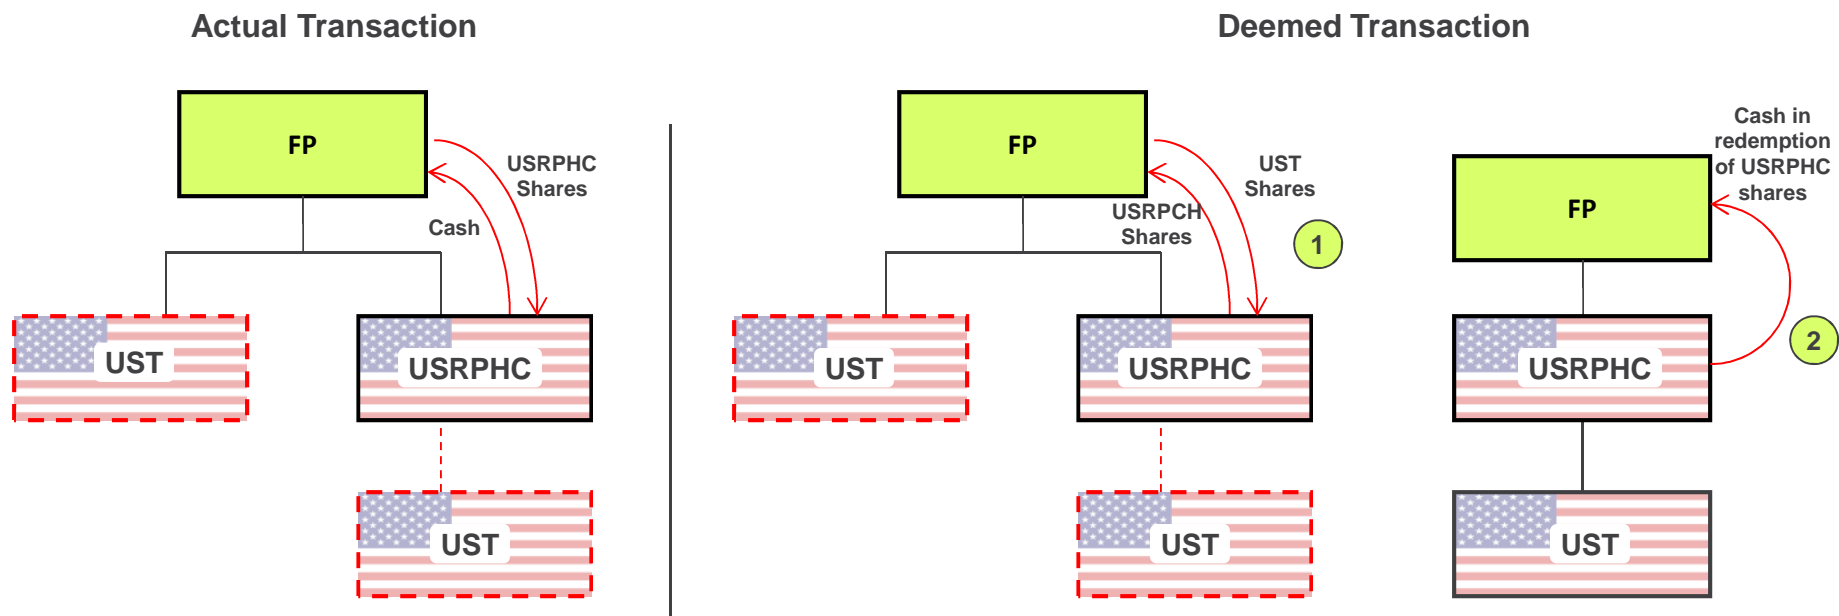 Actual Transaction
FP
USRPHC
Shares
Cash
UST
USRPHC
UST
Deemed Transaction
FP
UST
Shares
USRPCH
Shares
1
UST
USRPHC
UST
Cash in
redemption
of USRPHC
shares
FP
USRPHC
2
UST